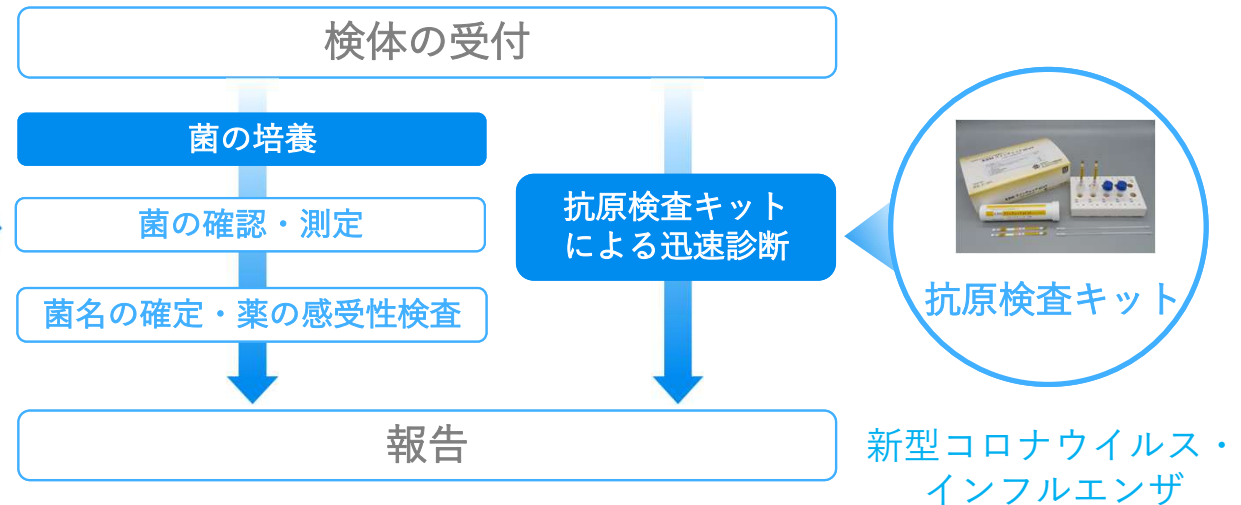 検体の受付
菌の培養
菌の確認・測定
菌名の確定・薬の感受性検査
抗原検査キット
による迅速診断
抗原検査キット
報告
新型コロナウイルス・
インフルエンザ